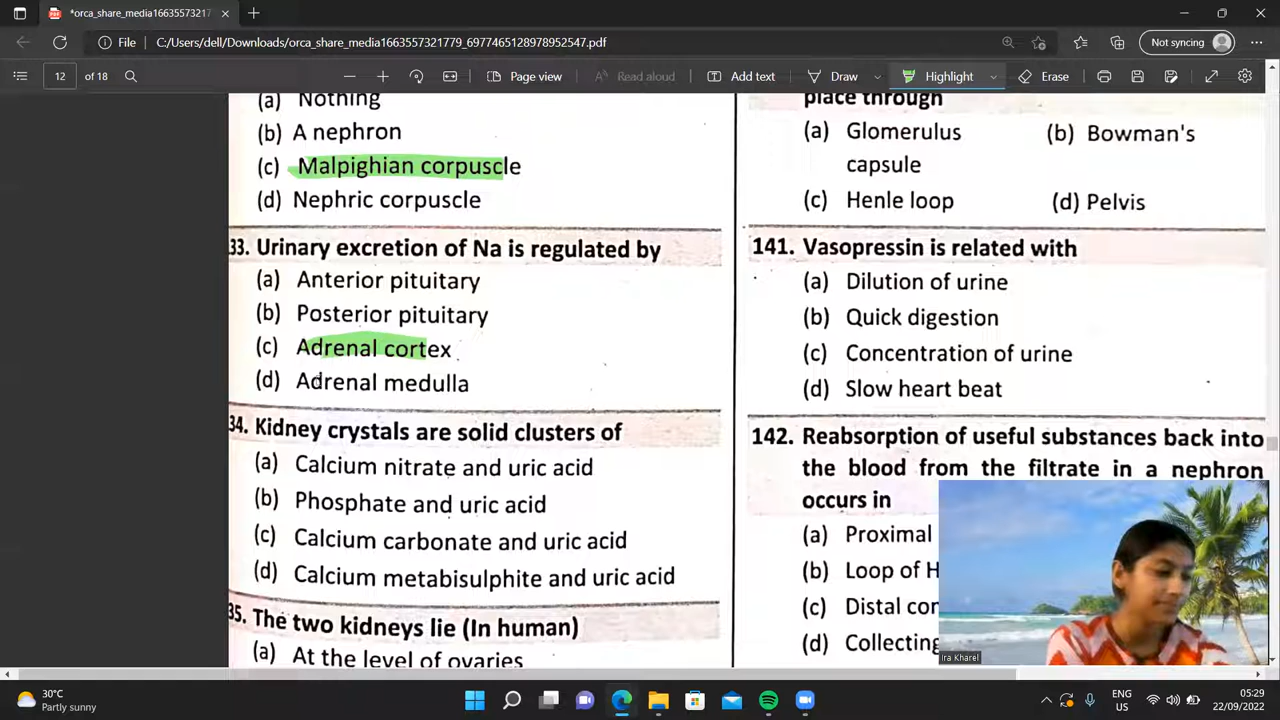 *orca_share_media16635573217
File
C:/Users/dell/Downloads/orca_share_media1663557321779_6977465128978952547.pdf
Not syncing
12 of 18
Page view
Read aloud
Add text
Draw
Highlight
Erase
(a) Nothing
(b) A nephron
(c) Malpighian corpuscle
(d) Nephric corpuscle
33. Urinary excretion of Na is regulated by
(a) Anterior pituitary
(b) Posterior pituitary
(c) Adrenal cortex
(d) Adrenal medulla
34. Kidney crystals are solid clusters of
(a) Calcium nitrate and uric acid
(b) Phosphate and uric acid
(c) Calcium carbonate and uric acid
(d) Calcium metabisulphite and uric acid
35. The two kidneys lie (In human)
(a) At the level of ovaries
place through
(a) Glomerulus (b) Bowman's
capsule
(c) Henle loop (d) Pelvis
141. Vasopressin is related with
(a) Dilution of urine
(b) Quick digestion
(c) Concentration of urine
(d) Slow heart beat
142. Reabsorption of useful substances back into
the blood from the filtrate in a nephron
occurs in
(a) Proximal
(b) Loop of H
(c) Distal con
(d) Collecting
Ira Kharel
30°C
Partly sunny
ENG
US
05:29
22/09/2022